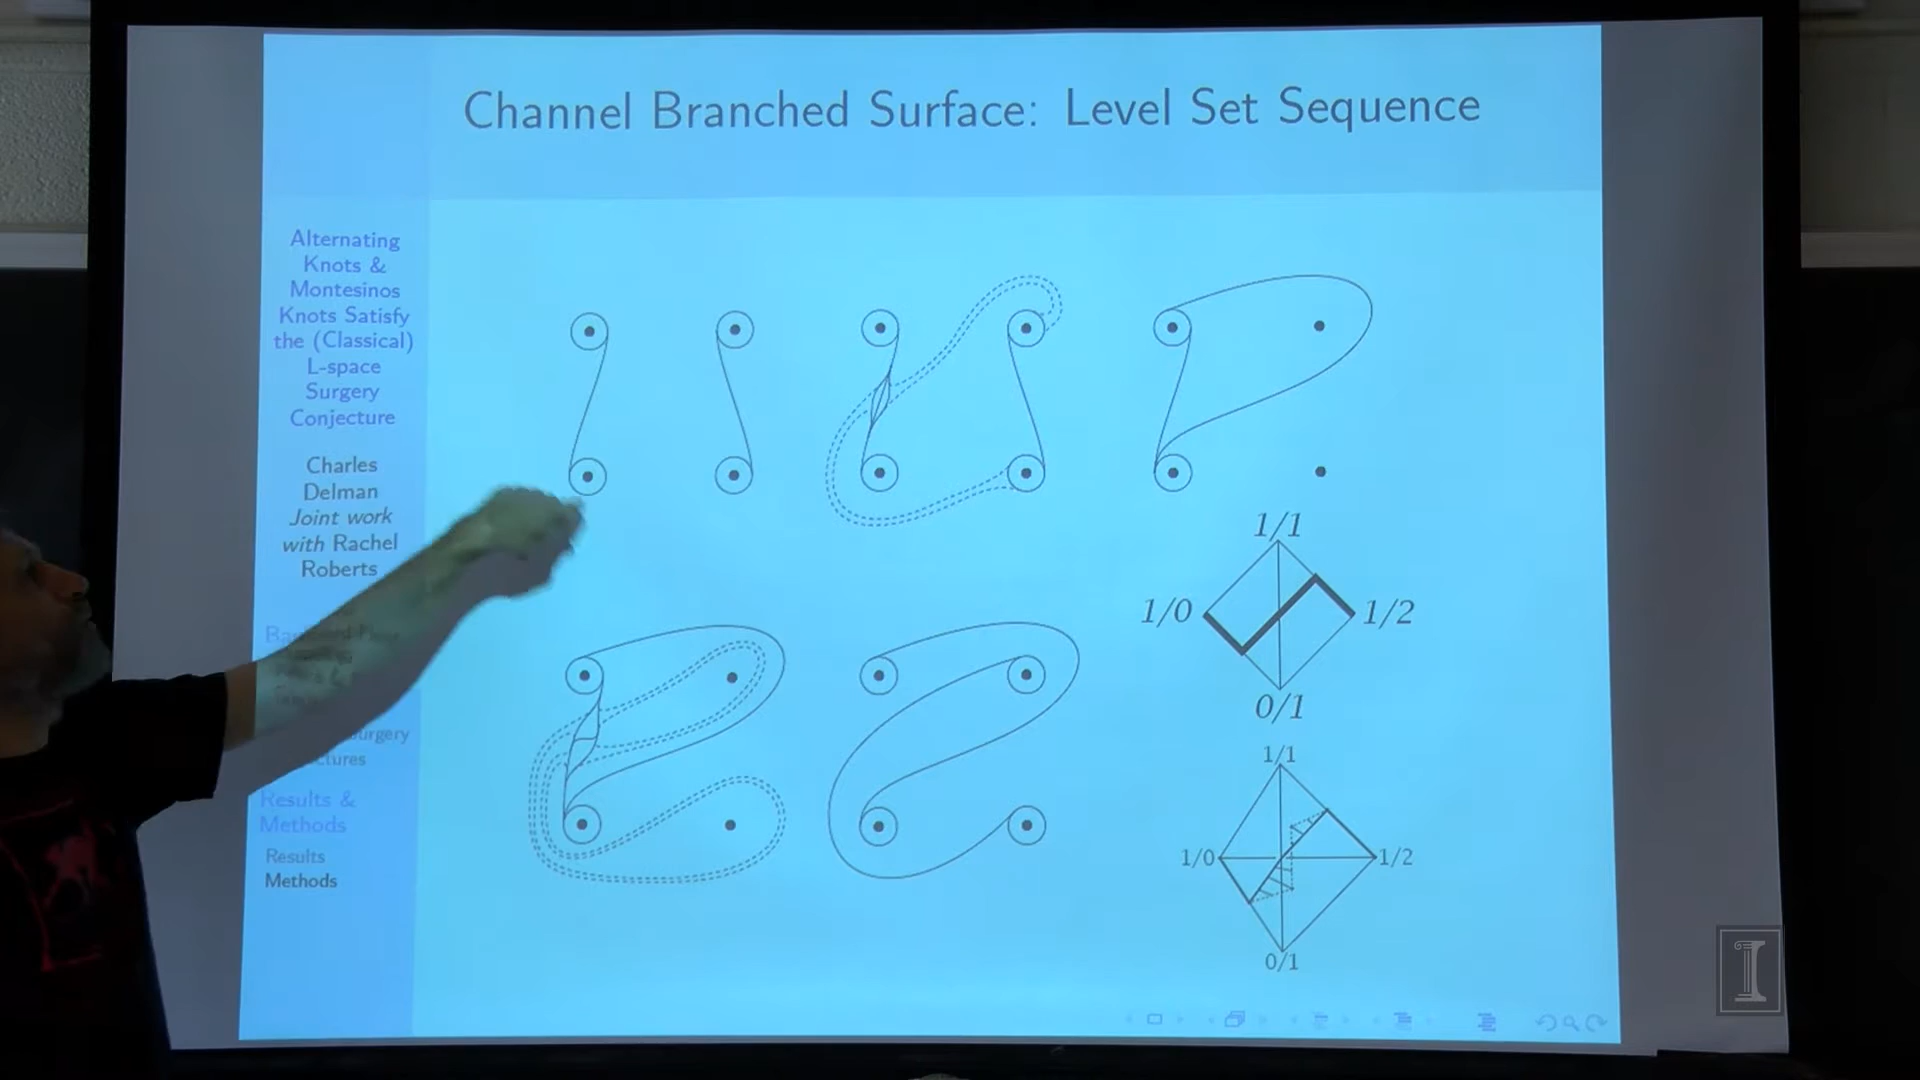 Channel Branched Surface: Level Set Sequence
Alternating
Knots &
Montesinos
Knots Satisfy
the (Classical)
L-space
Surgery
Conjecture
Charles
Delman
Joint work
with Rachel
Roberts
Results &
Methods
Results
Methods
1/1
1/0
1/2
0/1
1/1
1/0
1/2
0/1
I